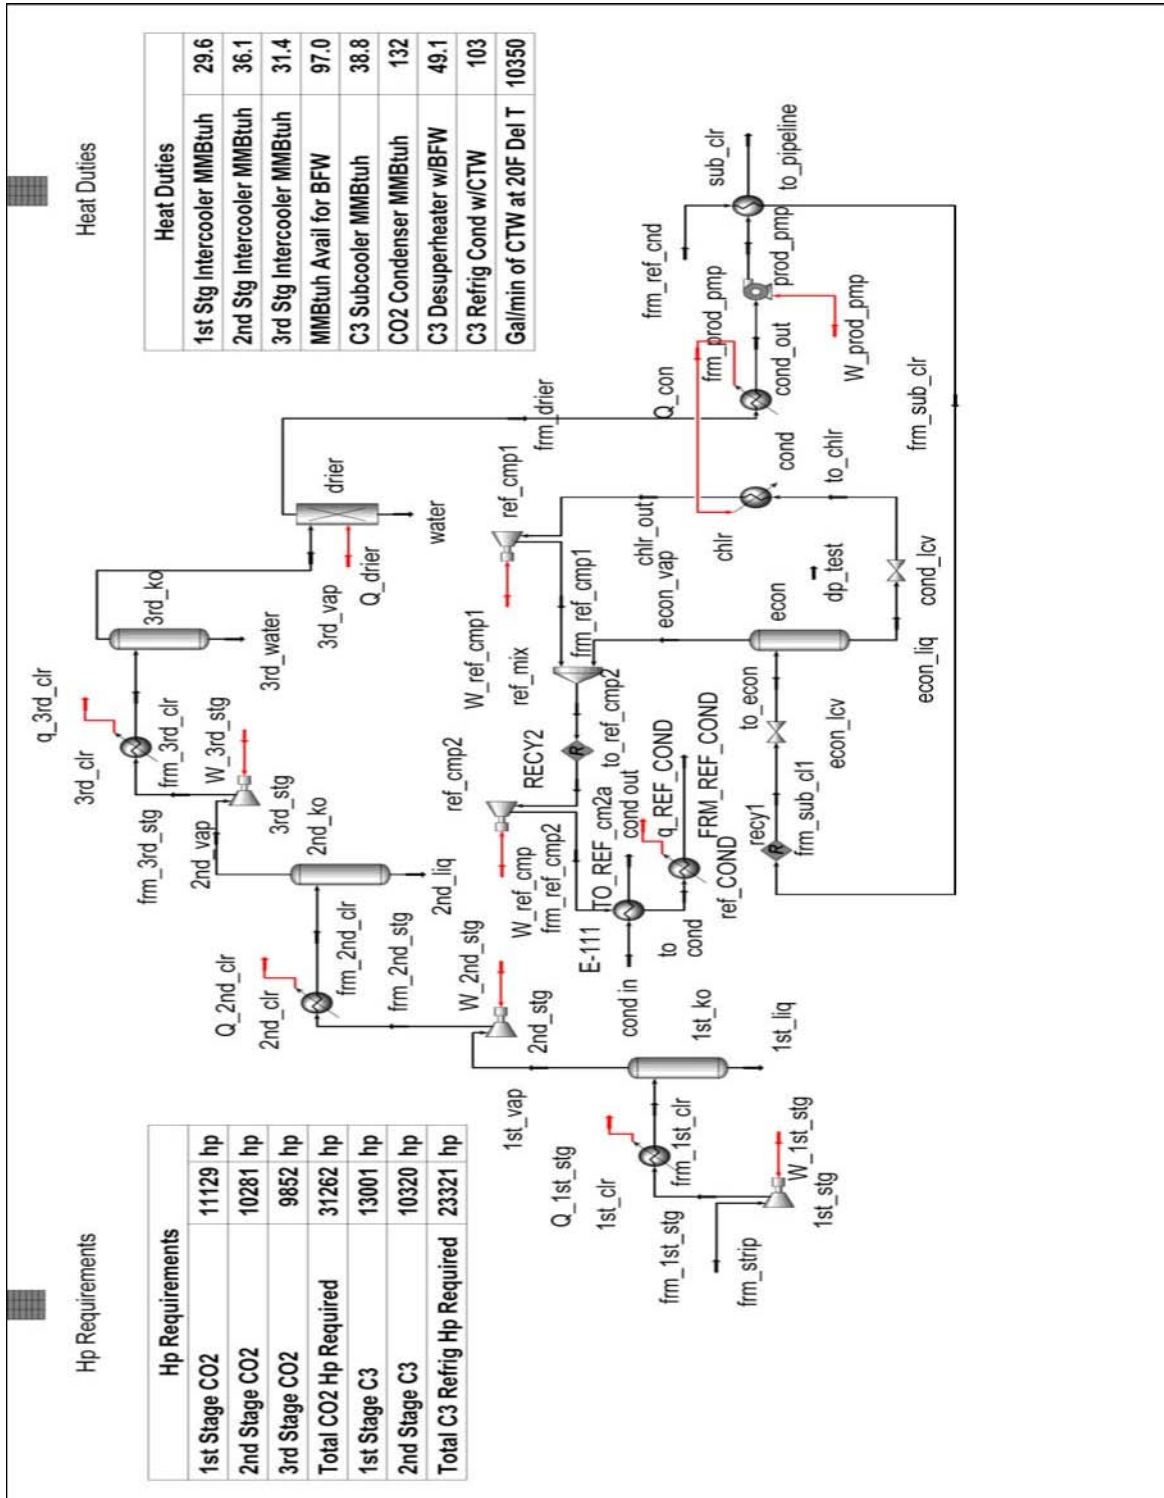 Hp Requirements
Hp Requirements
1st Stage CO2 11129 hp
2nd Stage CO2 10281 hp
3rd Stage CO2 9852 hp
Total CO2 Hp Required 31262 hp
1st Stage C3 13001 hp
2nd Stage C3 10320 hp
Total C3 Refrig Hp Required 23321 hp
Heat Duties
Heat Duties
1st Stg Intercooler MMBtuh 29.6
2nd Stg Intercooler MMBtuh 36.1
3rd Stg Intercooler MMBtuh 31.4
MMBtuh Avail for BFW 97.0
C3 Subcooler MMBtuh 38.8
CO2 Condenser MMBtuh 132
C3 Desuperheater w/BFW 49.1
C3 Refrig Cond w/CTW 103
Gal/min of CTW at 20F Del T 10350
q_3rd_clr
3rd_clr
3rd_ko
frm_3rd_clr
frm_3rd_stg
W_3rd_stg
3rd_stg
3rd_water
3rd_vap
Q_drier
drier
water
frm_drier
2nd_vap
2nd_ko
Q_2nd_clr
2nd_clr
frm_2nd_clr
2nd_liq
frm_2nd_stg
W_2nd_stg
2nd_stg
1st_vap
Q_1st_stg
1st_clr
frm_1st_clr
1st_ko
1st_liq
frm_1st_stg
W_1st_stg
1st_stg
frm_strip
ref_cmp1
W_ref_cmp1
ref_mix
frm_ref_cmp1
RECY2
R
to_ref_cmp2
ref_cmp2
W_ref_cmp
frm_ref_cmp2
TO_REF_cm2a
E-111
cond in
cond out
to
cond
q_REF_COND
FRM_REF_COND
ref_COND
chlr_out
econ_vap
chlr
cond
Q_con
frm_prod_pmp
cond_out
prod_pmp
W_prod_pmp
frm_ref_cnd
sub_clr
to_pipeline
frm_sub_clr
to_chlr
dp_test
econ
cond_lcv
econ_liq
to_econ
econ_lcv
recy1
R
frm_sub_cl1